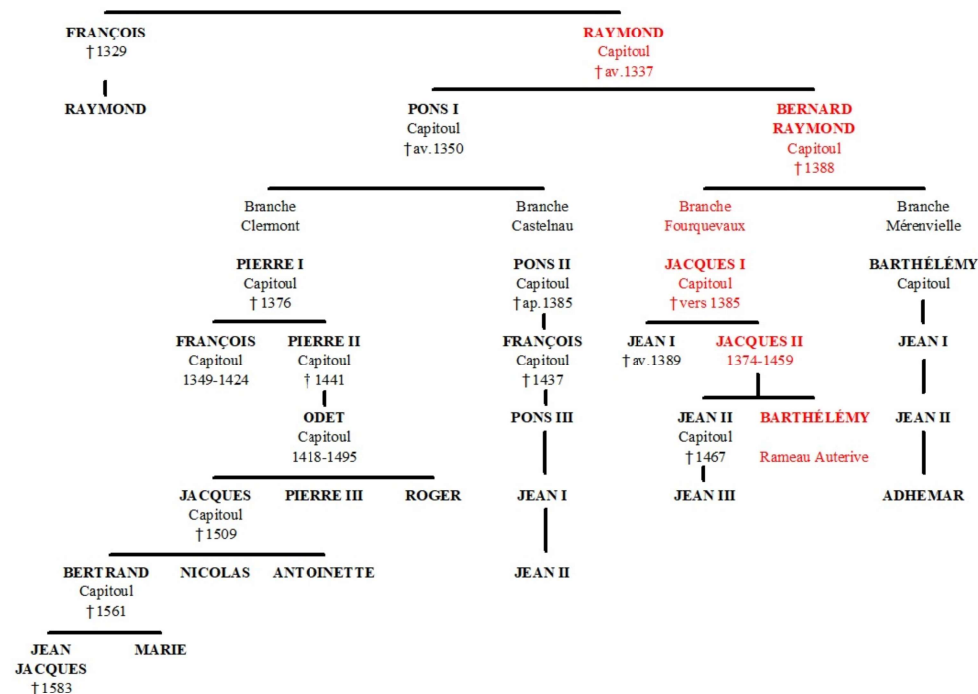 FRANÇOIS
†1329
RAYMOND
Capitoul
†av.1337
RAYMOND
PONS I
Capitoul
†av.1350
BERNARD
RAYMOND
Capitoul
†1388
Branche
Clermont
Branche
Castelnau
Branche
Fourquevaux
Branche
Mérenvielle
PIERRE I
Capitoul
†1376
PONS II
Capitoul
†ap.1385
JACQUES I
Capitoul
†vers 1385
BARTHÉLÉMY
Capitoul
FRANÇOIS
Capitoul
1349-1424
PIERRE II
Capitoul
† 1441
FRANÇOIS
Capitoul
†1437
JEAN I
†av.1389
JACQUES II
1374-1459
JEAN I
ODET
Capitoul
1418-1495
PONS III
JEAN II
Capitoul
†1467
BARTHÉLÉMY
Rameau Auterive
JEAN II
JACQUES
Capitoul
†1509
PIERRE III
ROGER
JEAN I
JEAN III
ADHEMAR
BERTRAND
Capitoul
†1561
NICOLAS
ANTOINETTE
JEAN II
JEAN
JACQUES
†1583
MARIE